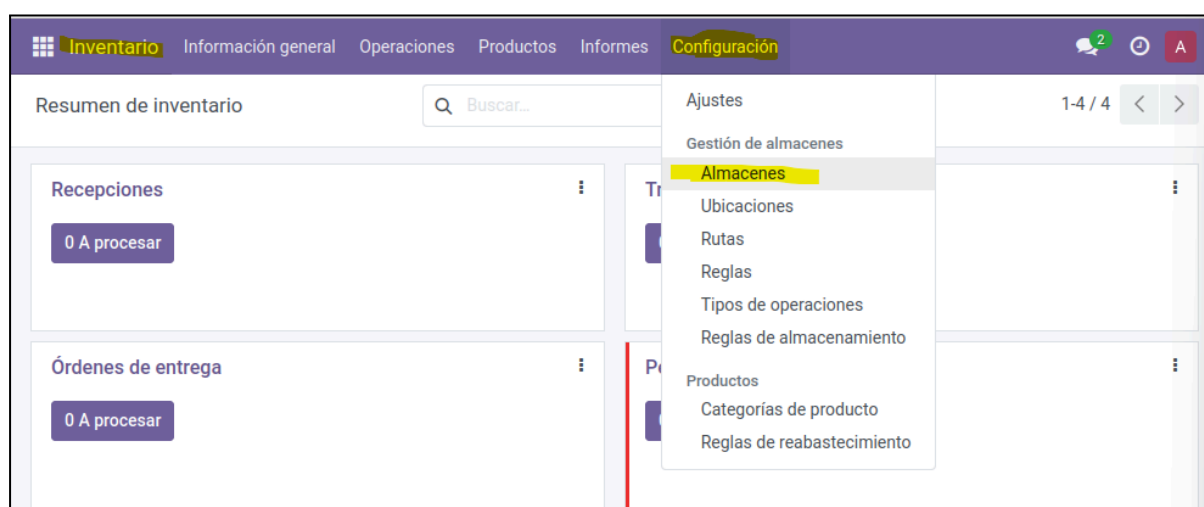 Inventario Información general Operaciones Productos Informes Configuración 2 A
Resumen de inventario Buscar... 1-4 / 4
Ajustes
Gestión de almacenes
Almacenes
Ubicaciones
Rutas
Reglas
Tipos de operaciones
Reglas de almacenamiento
Productos
Categorías de producto
Reglas de reabastecimiento
Recepciones
0 A procesar
Órdenes de entrega
0 A procesar